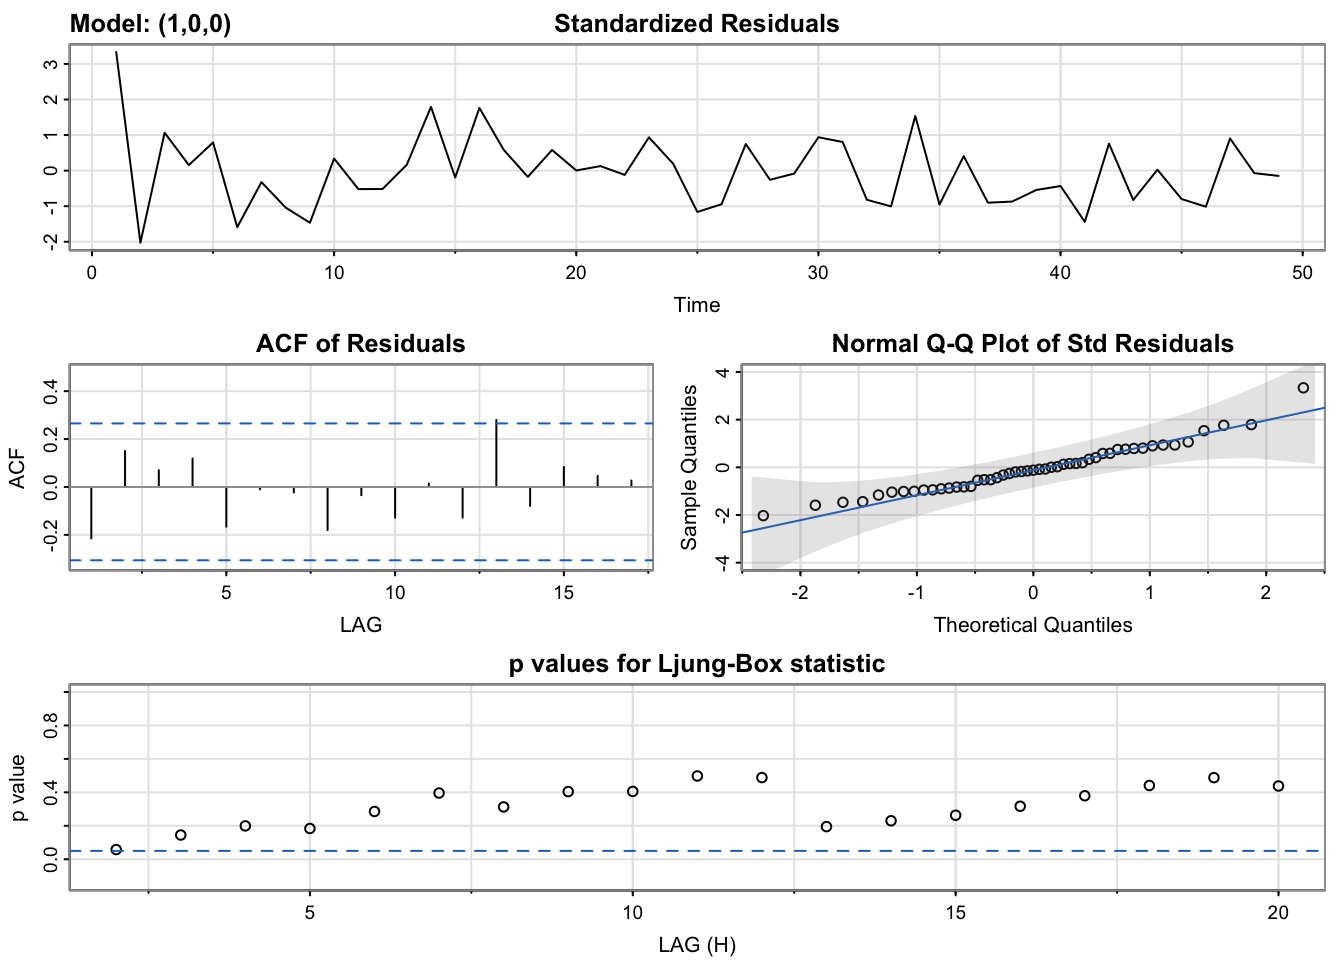 Model: (1,0,0) Standardized Residuals
3
2
1
0
-1
-2
0 10 20 30 40 50
Time
ACF of Residuals
ACF
0.4
0.2
0.0
-0.2
5 10 15
LAG
Normal Q-Q Plot of Std Residuals
Sample Quantiles
4
2
0
-2
-4
-2 -1 0 1 2
Theoretical Quantiles
p values for Ljung-Box statistic
p value
0.8
0.4
0.0
5 10 15 20
LAG (H)